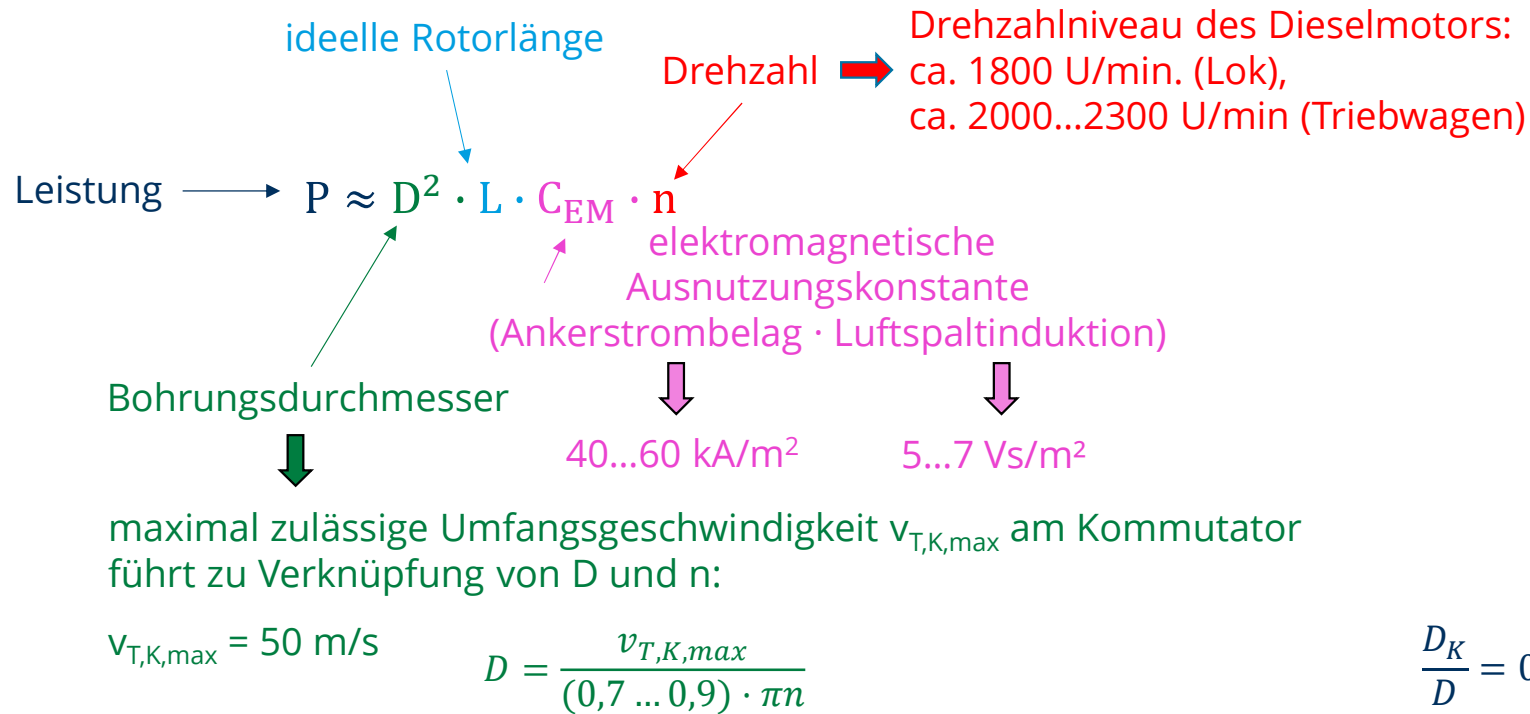 ideelle Rotorlänge
Drehzahl
Drehzahlniveau des Dieselmotors:
ca. 1800 U/min. (Lok),
ca. 2000...2300 U/min (Triebwagen)
Leistung
P ≈ D² · L · C_EM · n
elektromagnetische
Ausnutzungskonstante
(Ankerstrombelag · Luftspaltinduktion)
Bohrungsdurchmesser
40...60 kA/m²
5...7 Vs/m²
maximal zulässige Umfangsgeschwindigkeit v_T,K,max am Kommutator
führt zu Verknüpfung von D und n:
v_T,K,max = 50 m/s
D = v_T,K,max / ((0,7 … 0,9) · πn)
D_K / D =